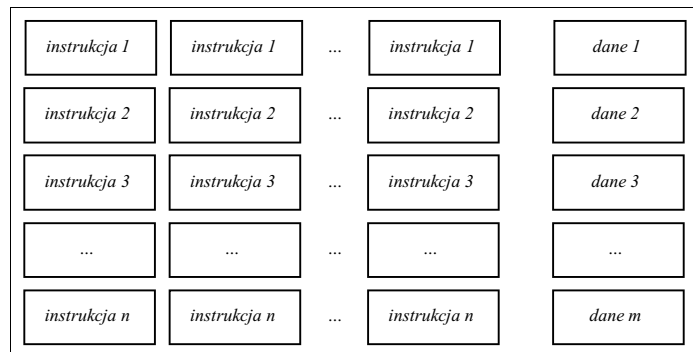 instrukcja 1 instrukcja 1 ... instrukcja 1 dane 1
instrukcja 2 instrukcja 2 ... instrukcja 2 dane 2
instrukcja 3 instrukcja 3 ... instrukcja 3 dane 3
... ... ... ... ...
instrukcja n instrukcja n ... instrukcja n dane m